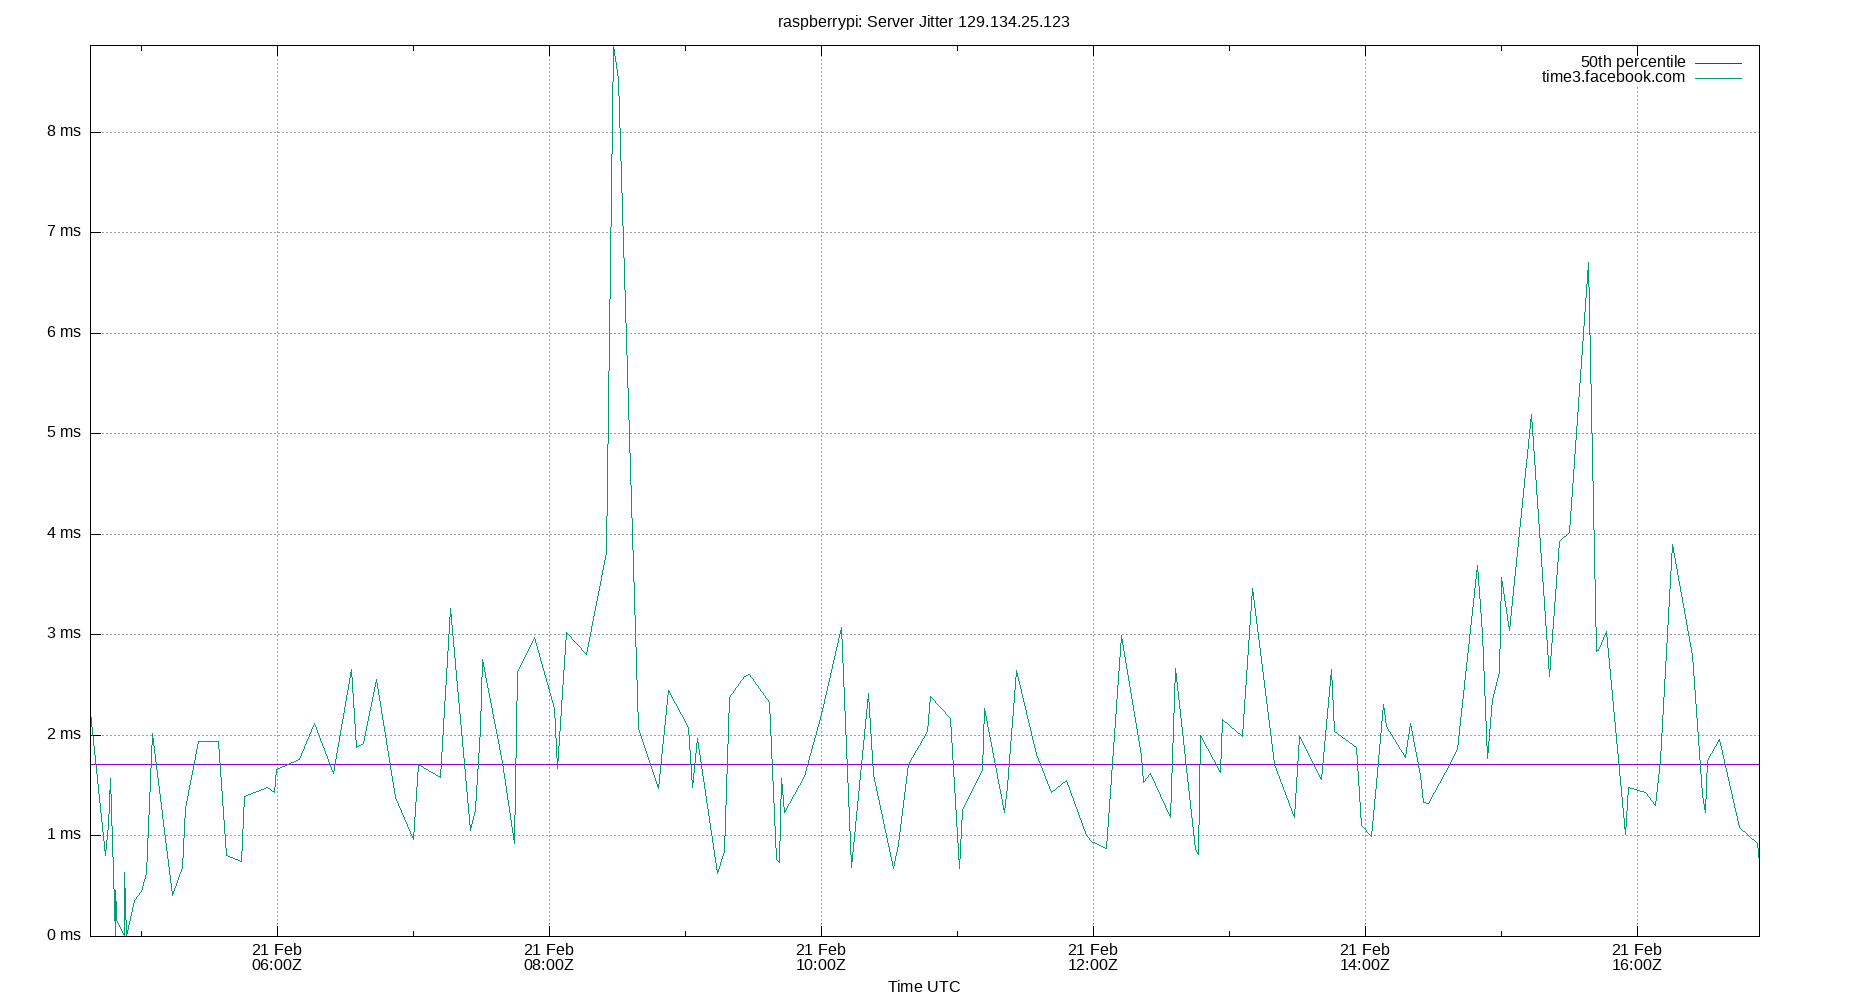 raspberrypi: Server Jitter 129.134.25.123
50th percentile
time3.facebook.com
8 ms
7 ms
6 ms
5 ms
4 ms
3 ms
2 ms
1 ms
0 ms
21 Feb
06:00Z
21 Feb
08:00Z
21 Feb
10:00Z
21 Feb
12:00Z
21 Feb
14:00Z
21 Feb
16:00Z
Time UTC